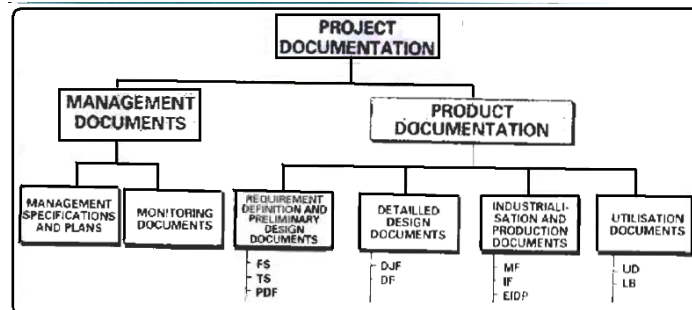 PROJECT
DOCUMENTATION
MANAGEMENT
DOCUMENTS
PRODUCT
DOCUMENTATION
MANAGEMENT
SPECIFICATIONS
AND PLANS
MONITORING
DOCUMENTS
REQUIREMENT
DEFINITION AND
PRELIMINARY
DESIGN
DOCUMENTS
DETAILLED
DESIGN
DOCUMENTS
INDUSTRIALI-
SATION AND
PRODUCTION
DOCUMENTS
UTILISATION
DOCUMENTS
FS
TS
PDF
DJF
DF
MF
IF
EIDP
UD
LB